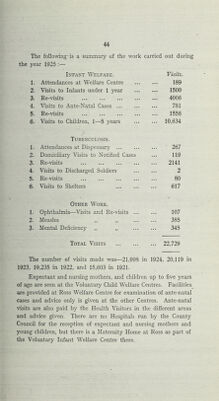 44
The following is a summary of the work carried out during
the year 1925 :—
INFANT WELFARE. Visits.
1. Attendances at Welfare Centre ... ... 189
2. Visits to Infants under 1 year ... ... 1500
3. Re-visits ... ... ... ... ... 4006
4. Visits to Ante-Natal Cases ... ... ... 781
5. Re-visits ... ... ... ... ... 1556
6. Visits to Children, 1—5 years ... ... 10,634
TUBERCULOSIS.
1. Attendances at Dispensary ... ... ... 267
2. Domiciliary Visits to Notified Cases ... 119
3. Re-visits ... ... ... ... ... 2141
4. Visits to Discharged Soldiers ... ... 2
5. Re-visits ... ... ... ... ... 80
6. Visits to Shelters ... ... ... 617
OTHER WORK.
1. Ophthalmia—Visits and Re-visits ... ... 107
2. Measles „ „ ... ... 385
3. Mental Deficiency „ „ ... ... 345
TOTAL VISITS ... ... ... 22,729
The number of visits made was—21,998 in 1924, 20,119 in
1923, 19,235 in 1922, and 15,603 in 1921.
Expectant and nursing mothers, and children up to five years
of age are seen at the Voluntary Child Welfare Centres. Facilities
are provided at Ross Welfare Centre for examination of ante-natal
cases and advice only is given at the other Centres. Ante-natal
visits are also paid by the Health Visitors in the different areas
and advice given. There are no Hospitals run by the County
Council for the reception of expectant and nursing mothers and
young children, but there is a Maternity Home at Ross as part of
the Voluntary Infant Welfare Centre there.